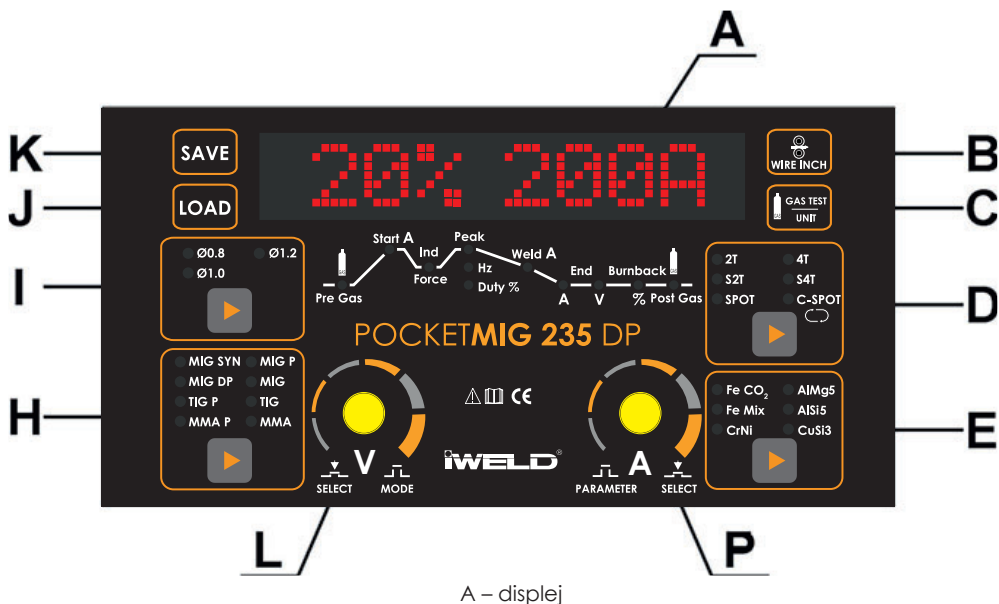 A
K
SAVE
20% 200A
WIRE INCH
B
J
LOAD
GAS
GAS TEST
UNIT
C
I
Ø0.8 Ø1.2
Ø1.0
GAS
Pre Gas
Start A
Ind
Force
Peak
Hz
Duty %
Weld A
End
A V
Burnback
%
GAS
Post Gas
2T 4T
S2T S4T
SPOT C-SPOT
D
POCKETMIG 235 DP
H
MIG SYN MIG P
MIG DP MIG
TIG P TIG
MMA P MMA
CE
Fe CO₂ AlMg5
Fe Mix AlSi5
CrNi CuSi3
E
V
SELECT MODE
iWELD®
A
PARAMETER SELECT
L
P
A – displej